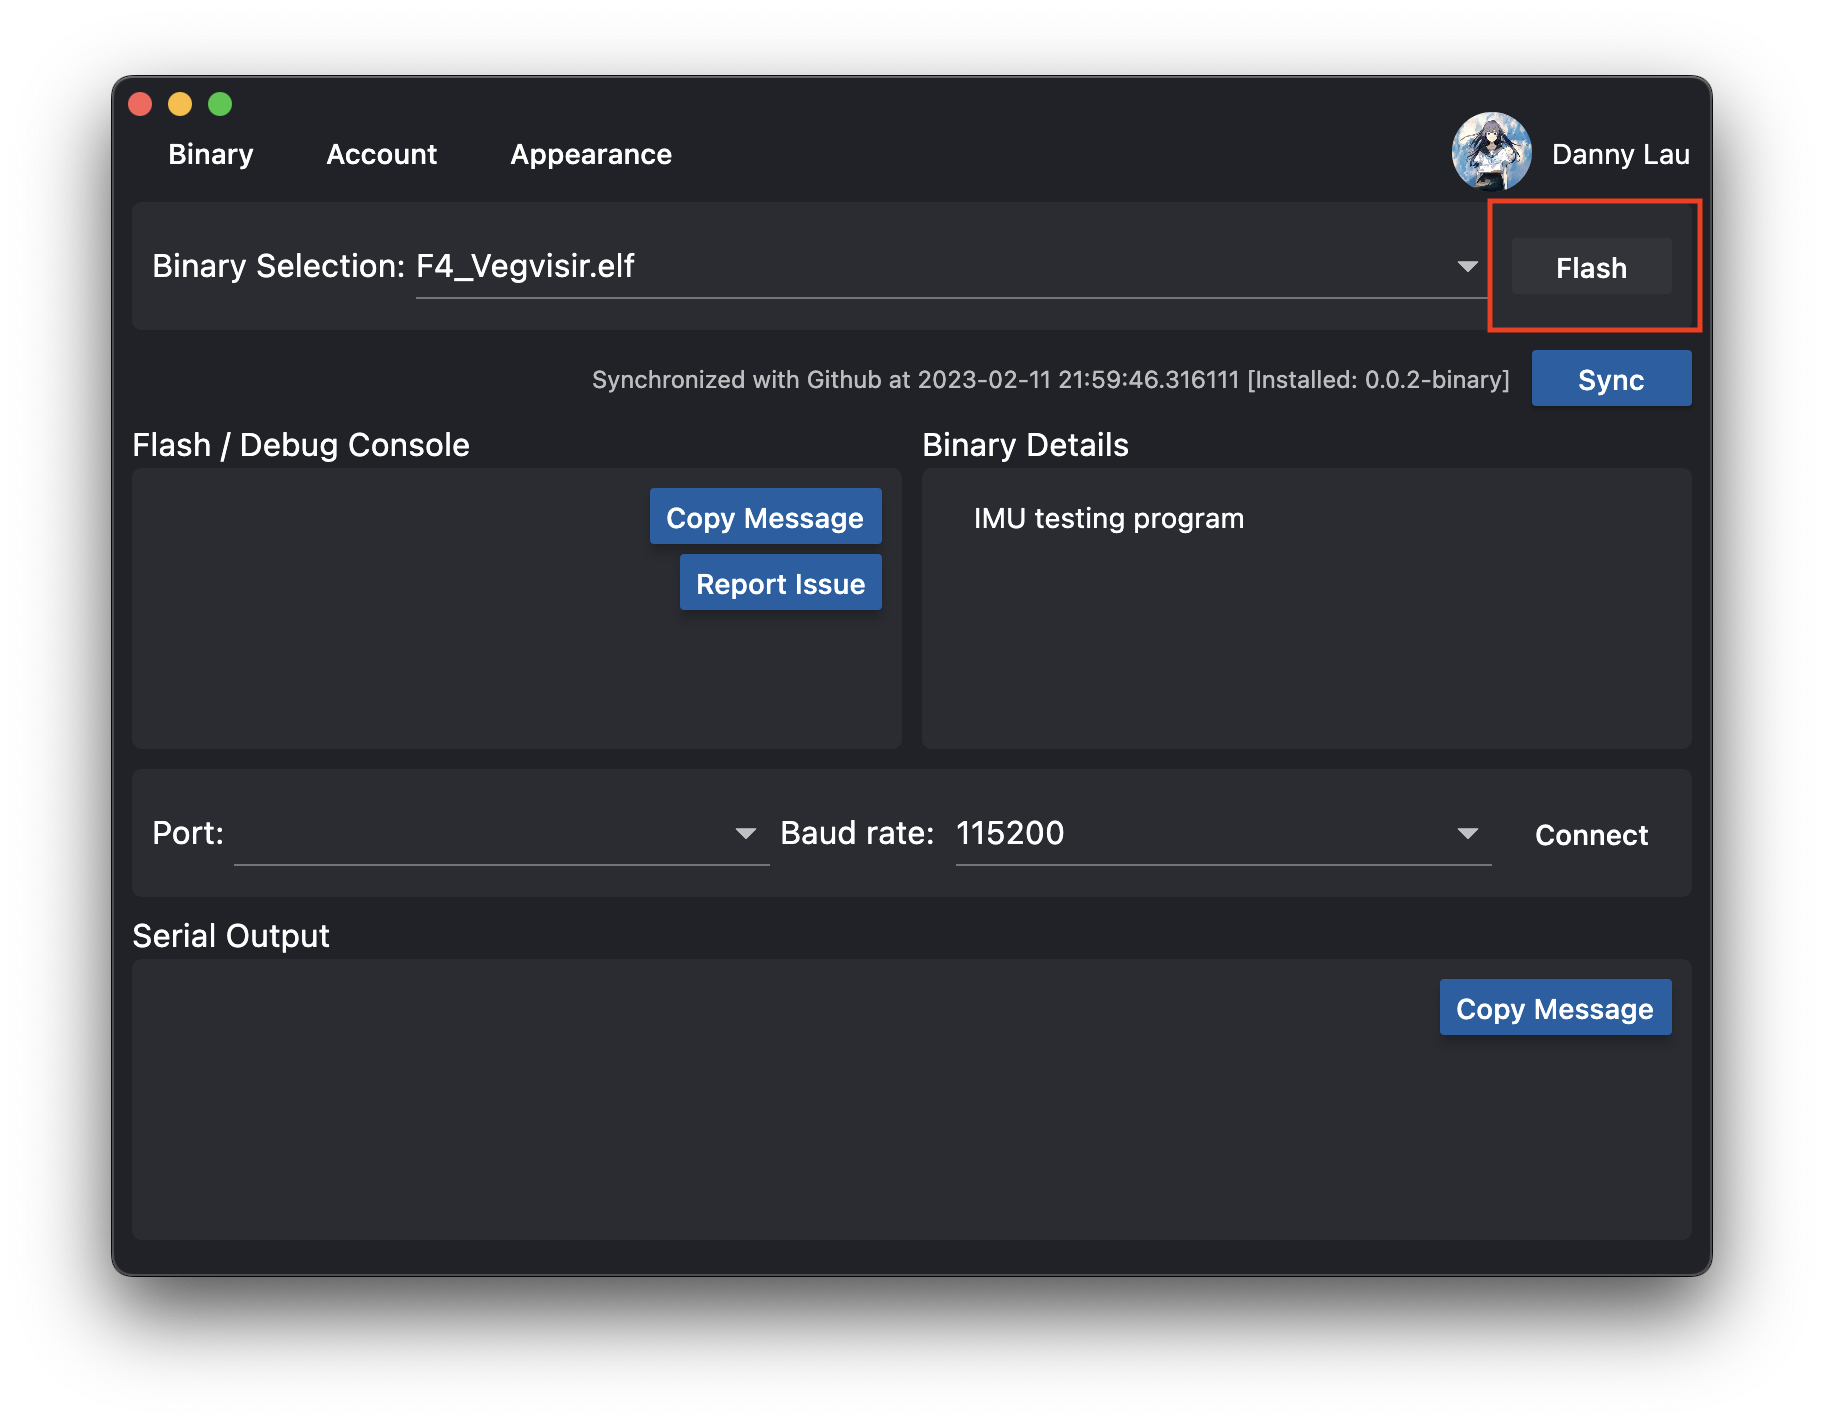 Binary Account Appearance Danny Lau
Binary Selection: F4_Vegvisir.elf Flash
Synchronized with Github at 2023-02-11 21:59:46.316111 [Installed: 0.0.2-binary] Sync
Flash / Debug Console
Copy Message
Report Issue
Binary Details
IMU testing program
Port: Baud rate: 115200 Connect
Serial Output
Copy Message